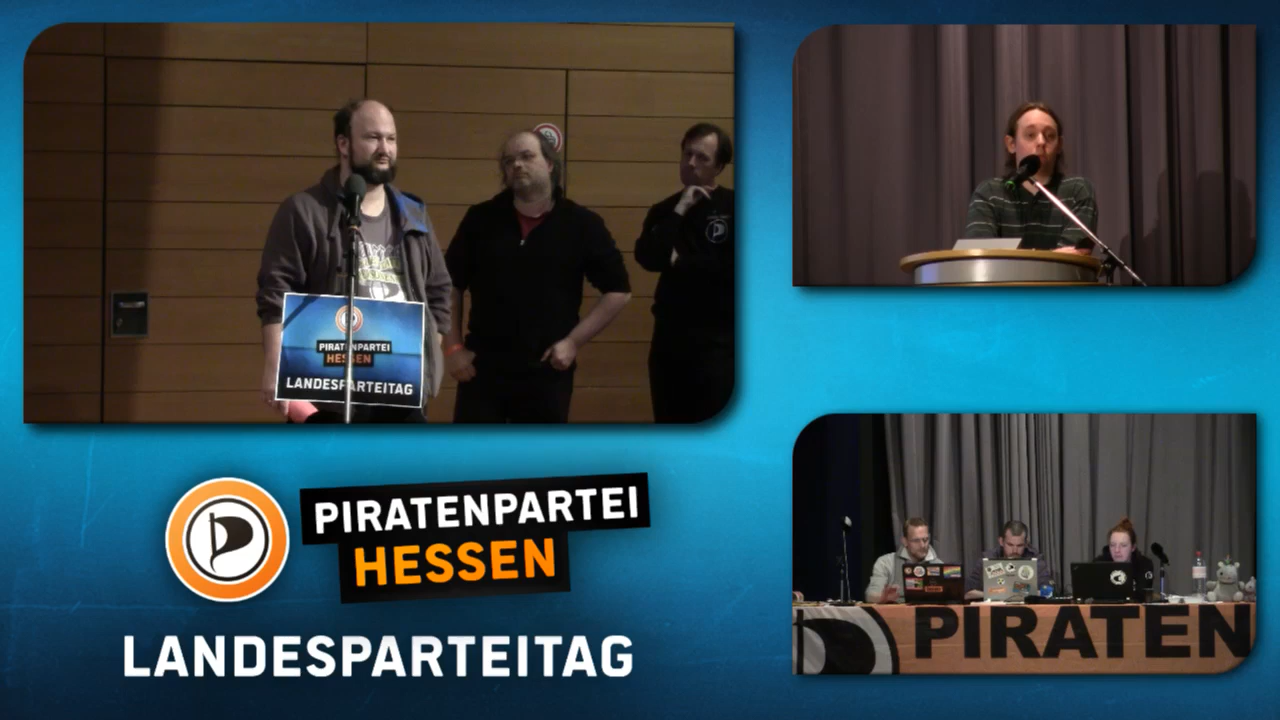 PIRATENPARTEI
HESSEN
LANDESPARTEITAG
PIRATENPARTEI
HESSEN
LANDESPARTEITAG
PIRATEN